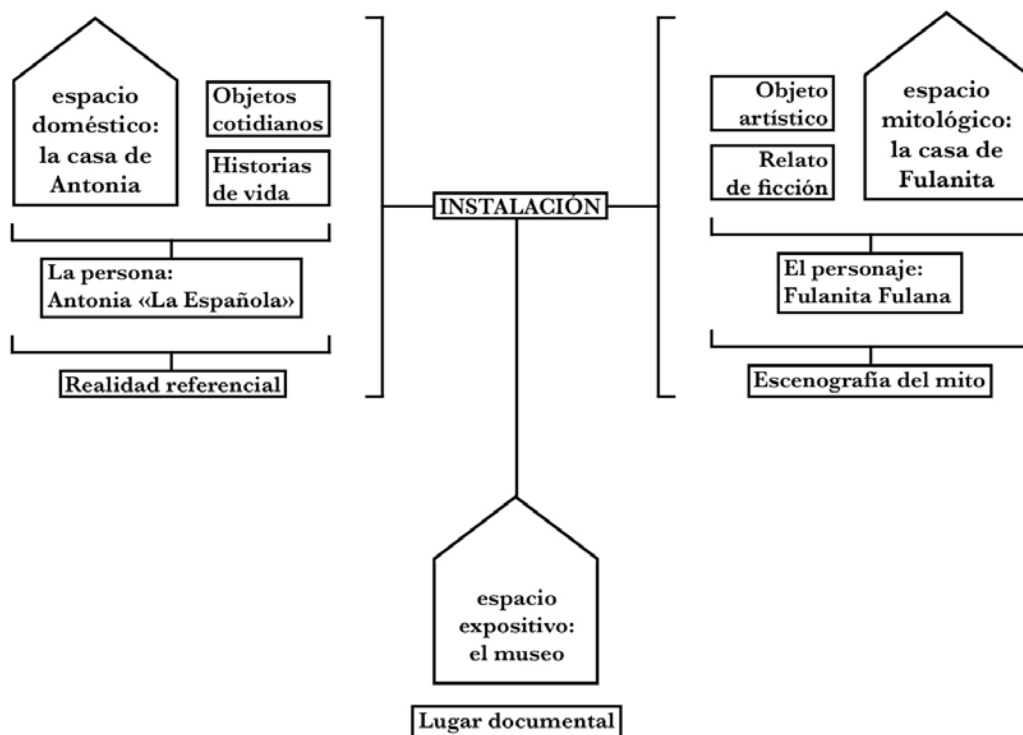 espacio
doméstico:
la casa de
Antonia
Objetos
cotidianos
Historias
de vida
La persona:
Antonia «La Española»
Realidad referencial
INSTALACIÓN
Objeto
artístico
Relato
de ficción
espacio
mitológico:
la casa de
Fulanita
El personaje:
Fulanita Fulana
Escenografía del mito
espacio
expositivo:
el museo
Lugar documental